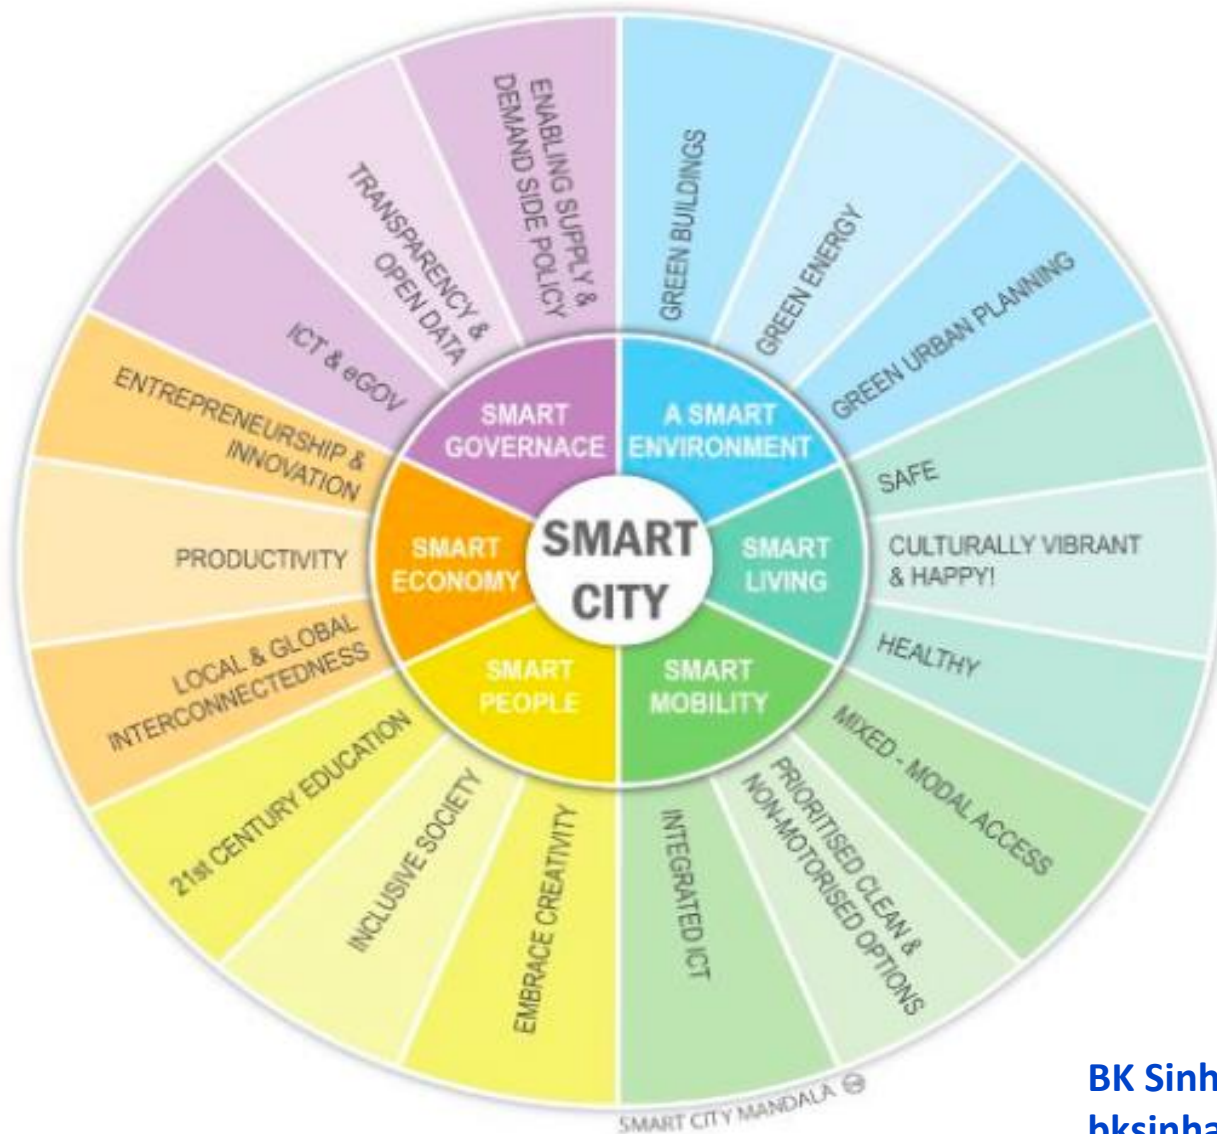 SMART
CITY
A SMART
ENVIRONMENT
GREEN BUILDINGS
GREEN ENERGY
GREEN URBAN PLANNING
SMART
LIVING
SAFE
CULTURALLY VIBRANT
& HAPPY!
HEALTHY
SMART
MOBILITY
MIXED - MODAL ACCESS
PRIORITISED CLEAN &
NON-MOTORISED OPTIONS
INTEGRATED ICT
SMART
PEOPLE
EMBRACE CREATIVITY
INCLUSIVE SOCIETY
21st CENTURY EDUCATION
SMART
ECONOMY
LOCAL & GLOBAL
INTERCONNECTEDNESS
PRODUCTIVITY
ENTREPRENEURSHIP &
INNOVATION
SMART
GOVERNACE
ICT & eGOV
TRANSPARENCY &
OPEN DATA
ENABLING SUPPLY &
DEMAND SIDE POLICY
SMART CITY MANDALA
BK Sinh
bksinha